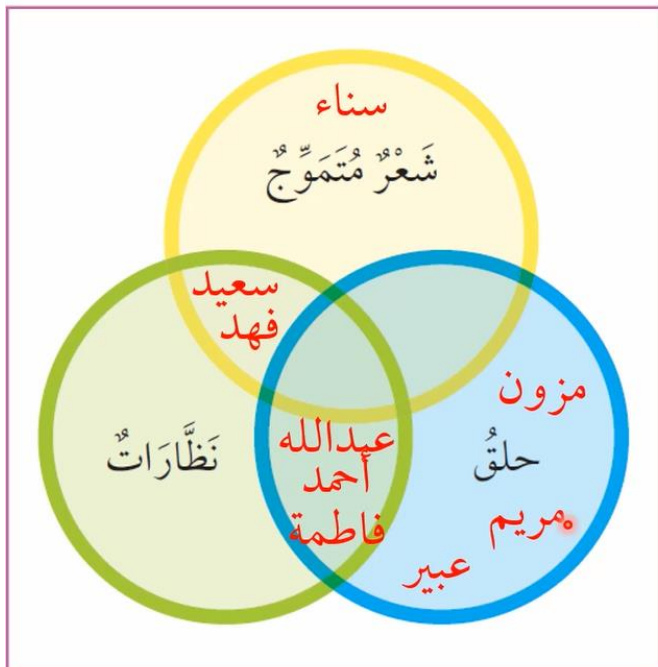 سناء
شَعْرٌ مُتَمَوِّجٌ
سعيد
فهد
مزون
عبدالله
أحمد
فاطمة
حلقُ
نَظَّارَاتٌ
مريم
عبير